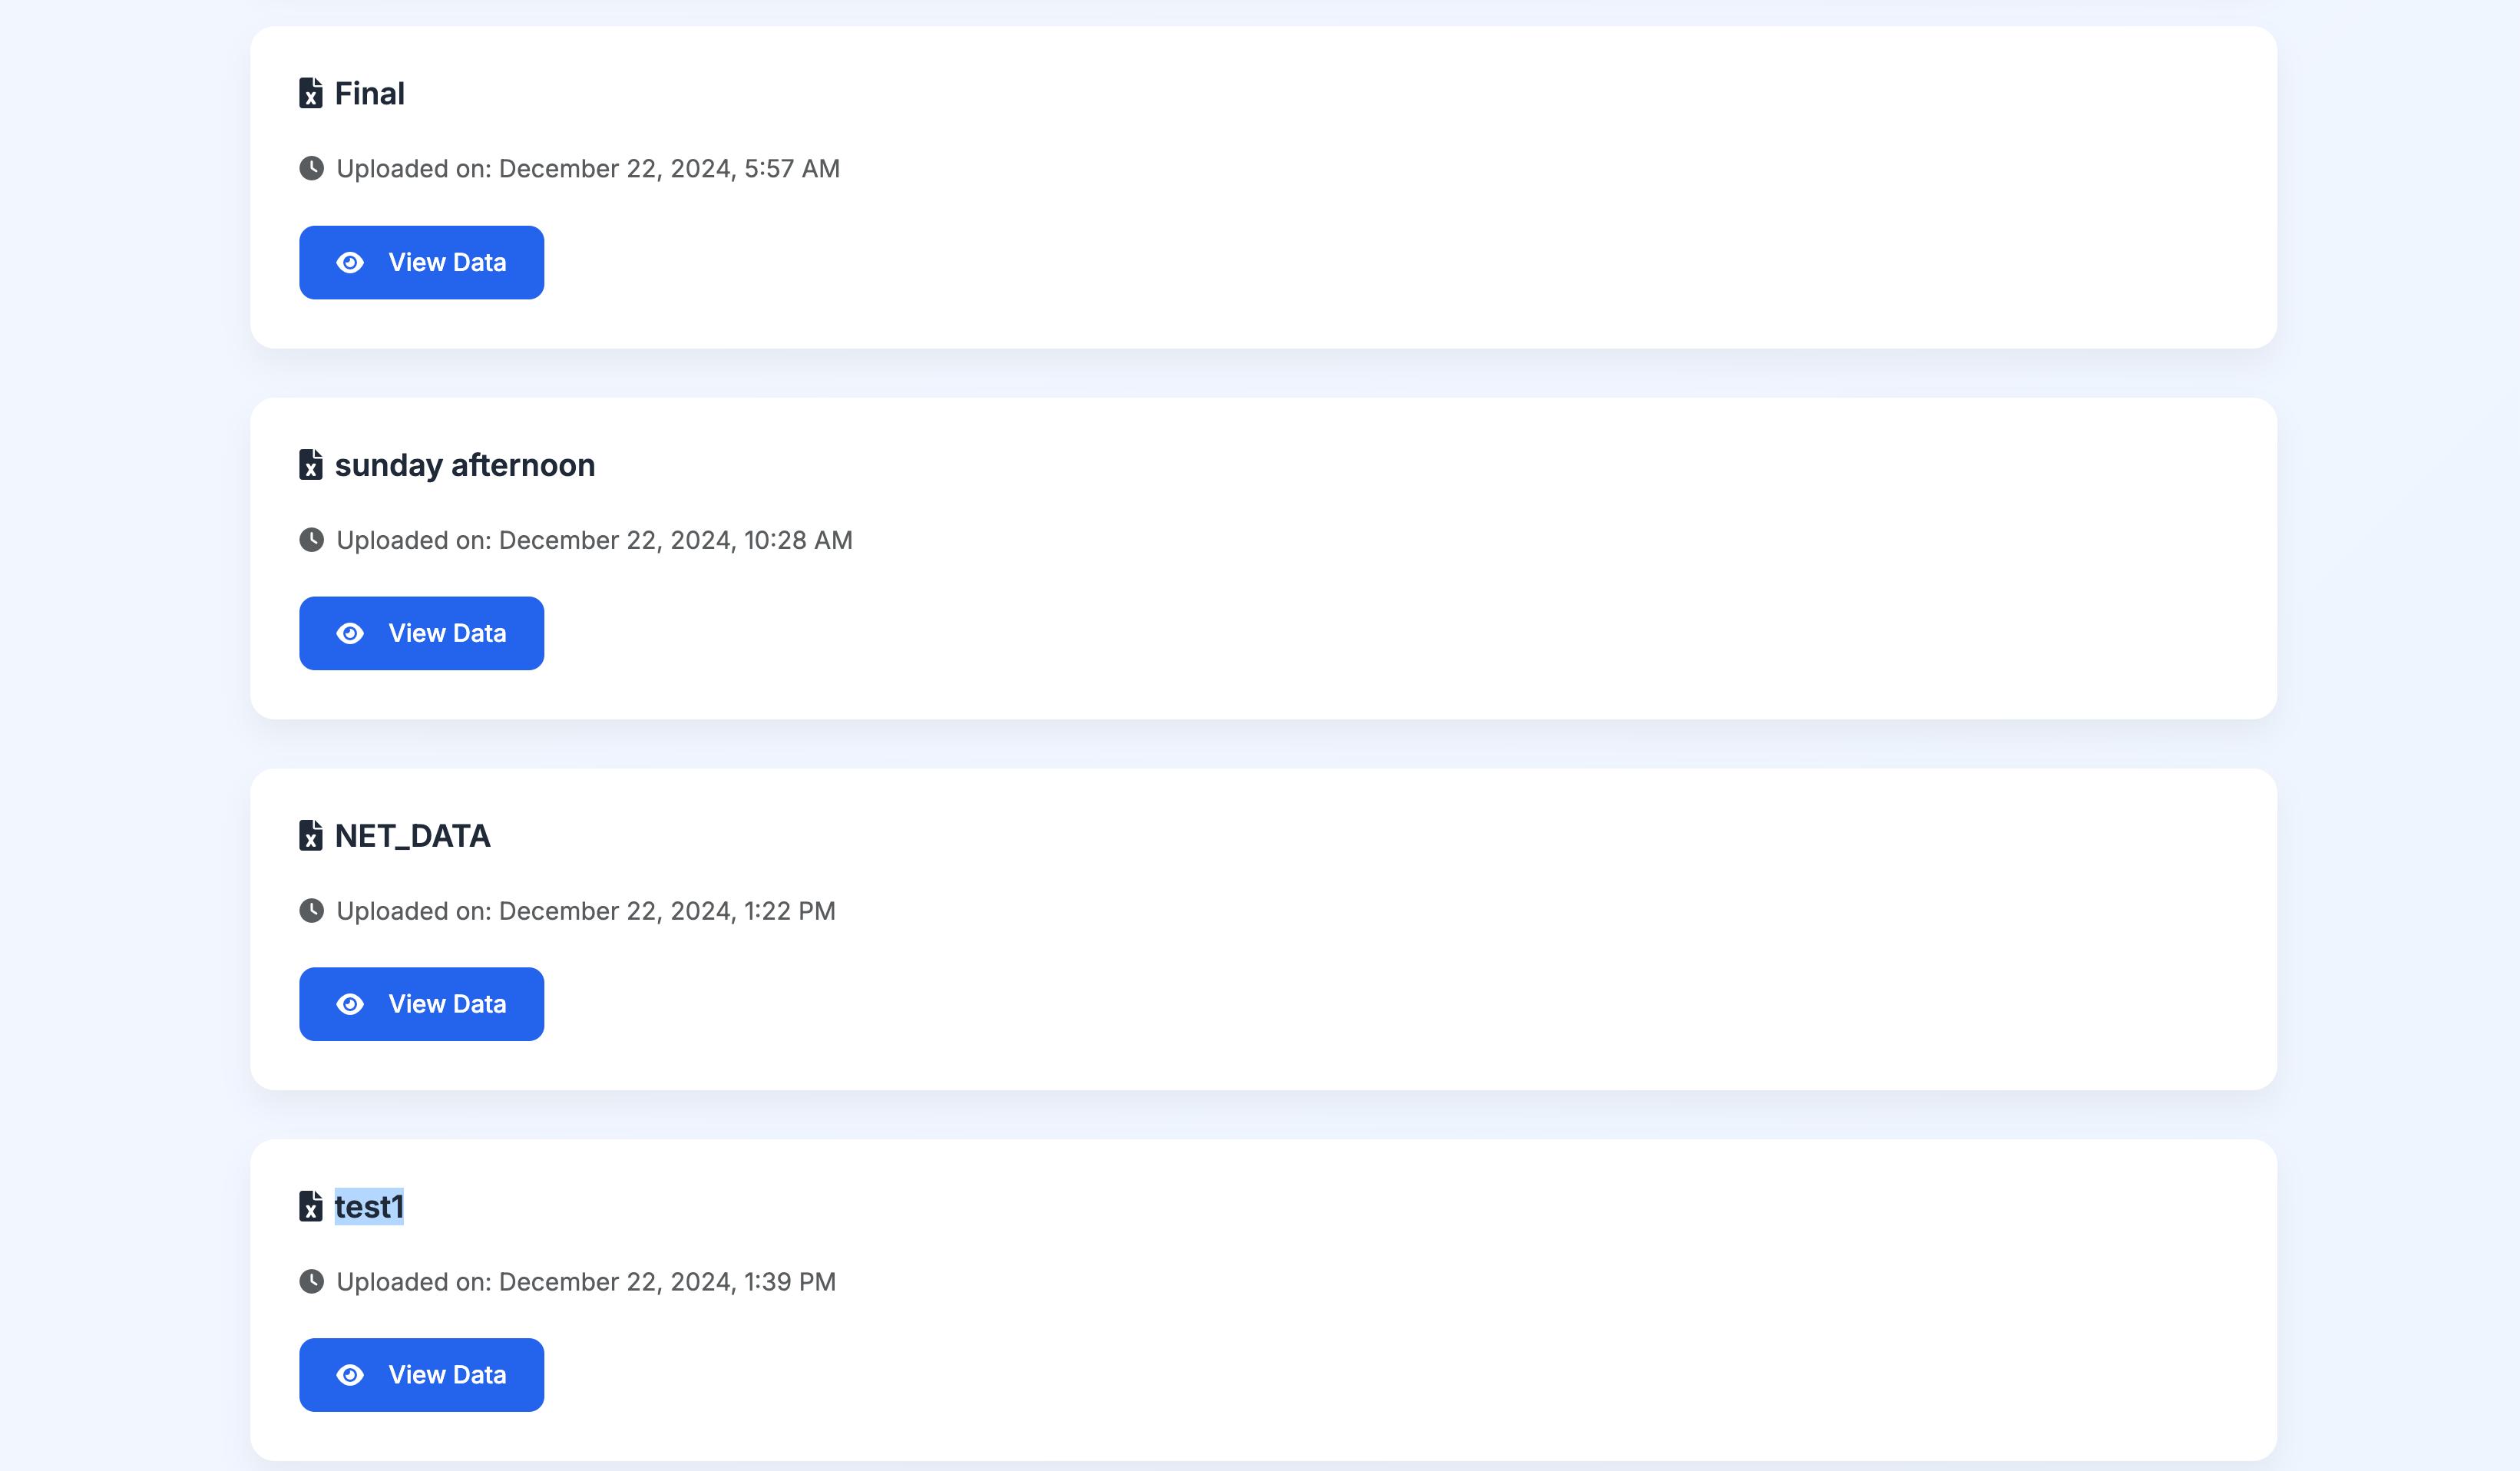 Final
Uploaded on: December 22, 2024, 5:57 AM
View Data
sunday afternoon
Uploaded on: December 22, 2024, 10:28 AM
View Data
NET_DATA
Uploaded on: December 22, 2024, 1:22 PM
View Data
test1
Uploaded on: December 22, 2024, 1:39 PM
View Data